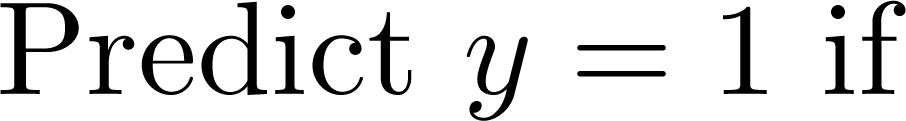 Predict y = 1 if